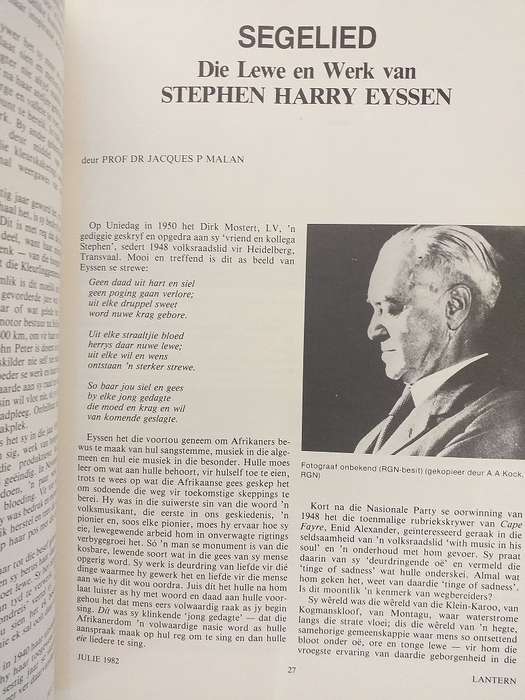 SEGELIED
Die Lewe en Werk van
STEPHEN HARRY EYSSEN
deur PROF DR JACQUES P MALAN
Op Uniedag in 1950 het Dirk Mostert, LV, 'n
gediggie geskryf en opgedra aan sy 'vriend en kollega
Stephen', sedert 1948 volksraadslid vir Heidelberg,
Transvaal. Mooi en treffend is dit as beeld van
Eyssen se strewe:
Geen daad uit hart en siel
geen poging gaan verlore;
uit elke druppel sweet
word nuwe krag gebore.
Uit elke straaltjie bloed
herrys daar nuwe lewe;
uit elke wil en wens
ontstaan 'n sterker strewe.
So baar jou siel en gees
by elke jong gedagte
die moed en krag en wil
van komende geslagte.
Eyssen het die voortou geneem om Afrikaners be-
wus te maak van hul sangstemme, musiek in die alge-
meen en hul eie musiek in die besonder. Hulle moes
leer om wat aan hulle behoort, vir hulself toe te eien,
trots te wees op wat die Afrikaanse gees geskep het
om sodoende die weg vir toekomstige skeppings te
berei. Hy was in die suiwerste sin van die woord 'n
volksmusikant, die eerste in ons geskiedenis, 'n
pionier en, soos elke pionier, moes hy ervaar hoe sy
eie, lewegewende arbeid hom in onverwagte rigtings
verbygegroei het. So 'n man se monument is van die
kosbare, lewende soort wat in die gees van sy mense
opgerig word. Sy werk is deurdring van liefde vir dié
dinge waarmee hy gewerk het en liefde vir die mense
aan wie hy dit wou oordra. Juis dit het hulle na hom
laat luister as hy met woord en daad aan hulle voor-
gehou het dat mens eers volwaardig raak as jy begin
sing. Dít was sy klinkende 'jong gedagte' — dat die
Afrikanerdom 'n volwaardige nasie word as hulle
aanspraak maak op hul reg om te sing en dan hulle
eie liedere te sing.
JULIE 1982
Fotograaf onbekend (RGN-besit) (gekopieer deur A A Kock,
RGN)
Kort na die Nasionale Party se oorwinning van
1948 het die toenmalige rubriekskrywer van Cape
Fayre, Enid Alexander, geïnteresseerd geraak in die
seldsaamheid van 'n volksraadslid 'with music in his
soul' en 'n onderhoud met hom gevoer. Sy praat
daarin van sy 'deurdringende oë' en vermeld die
'tinge of sadness' wat hulle onderskei. Almal wat
hom geken het, weet van daardie 'tinge of sadness'.
Is dit moontlik 'n kenmerk van wegbereiders?
Sy wêreld was die wêreld van die Klein-Karoo, van
Kogmanskloof, van Montagu, waar waterstrome
langs die strate vloei; dis die wêreld van 'n hegte,
samehorige gemeenskappie waar mens so ontsettend
bloot onder oë, ore en tonge lewe — vir hom die
vroegste ervaring van daardie geborgenheid in die
27
LANTERN